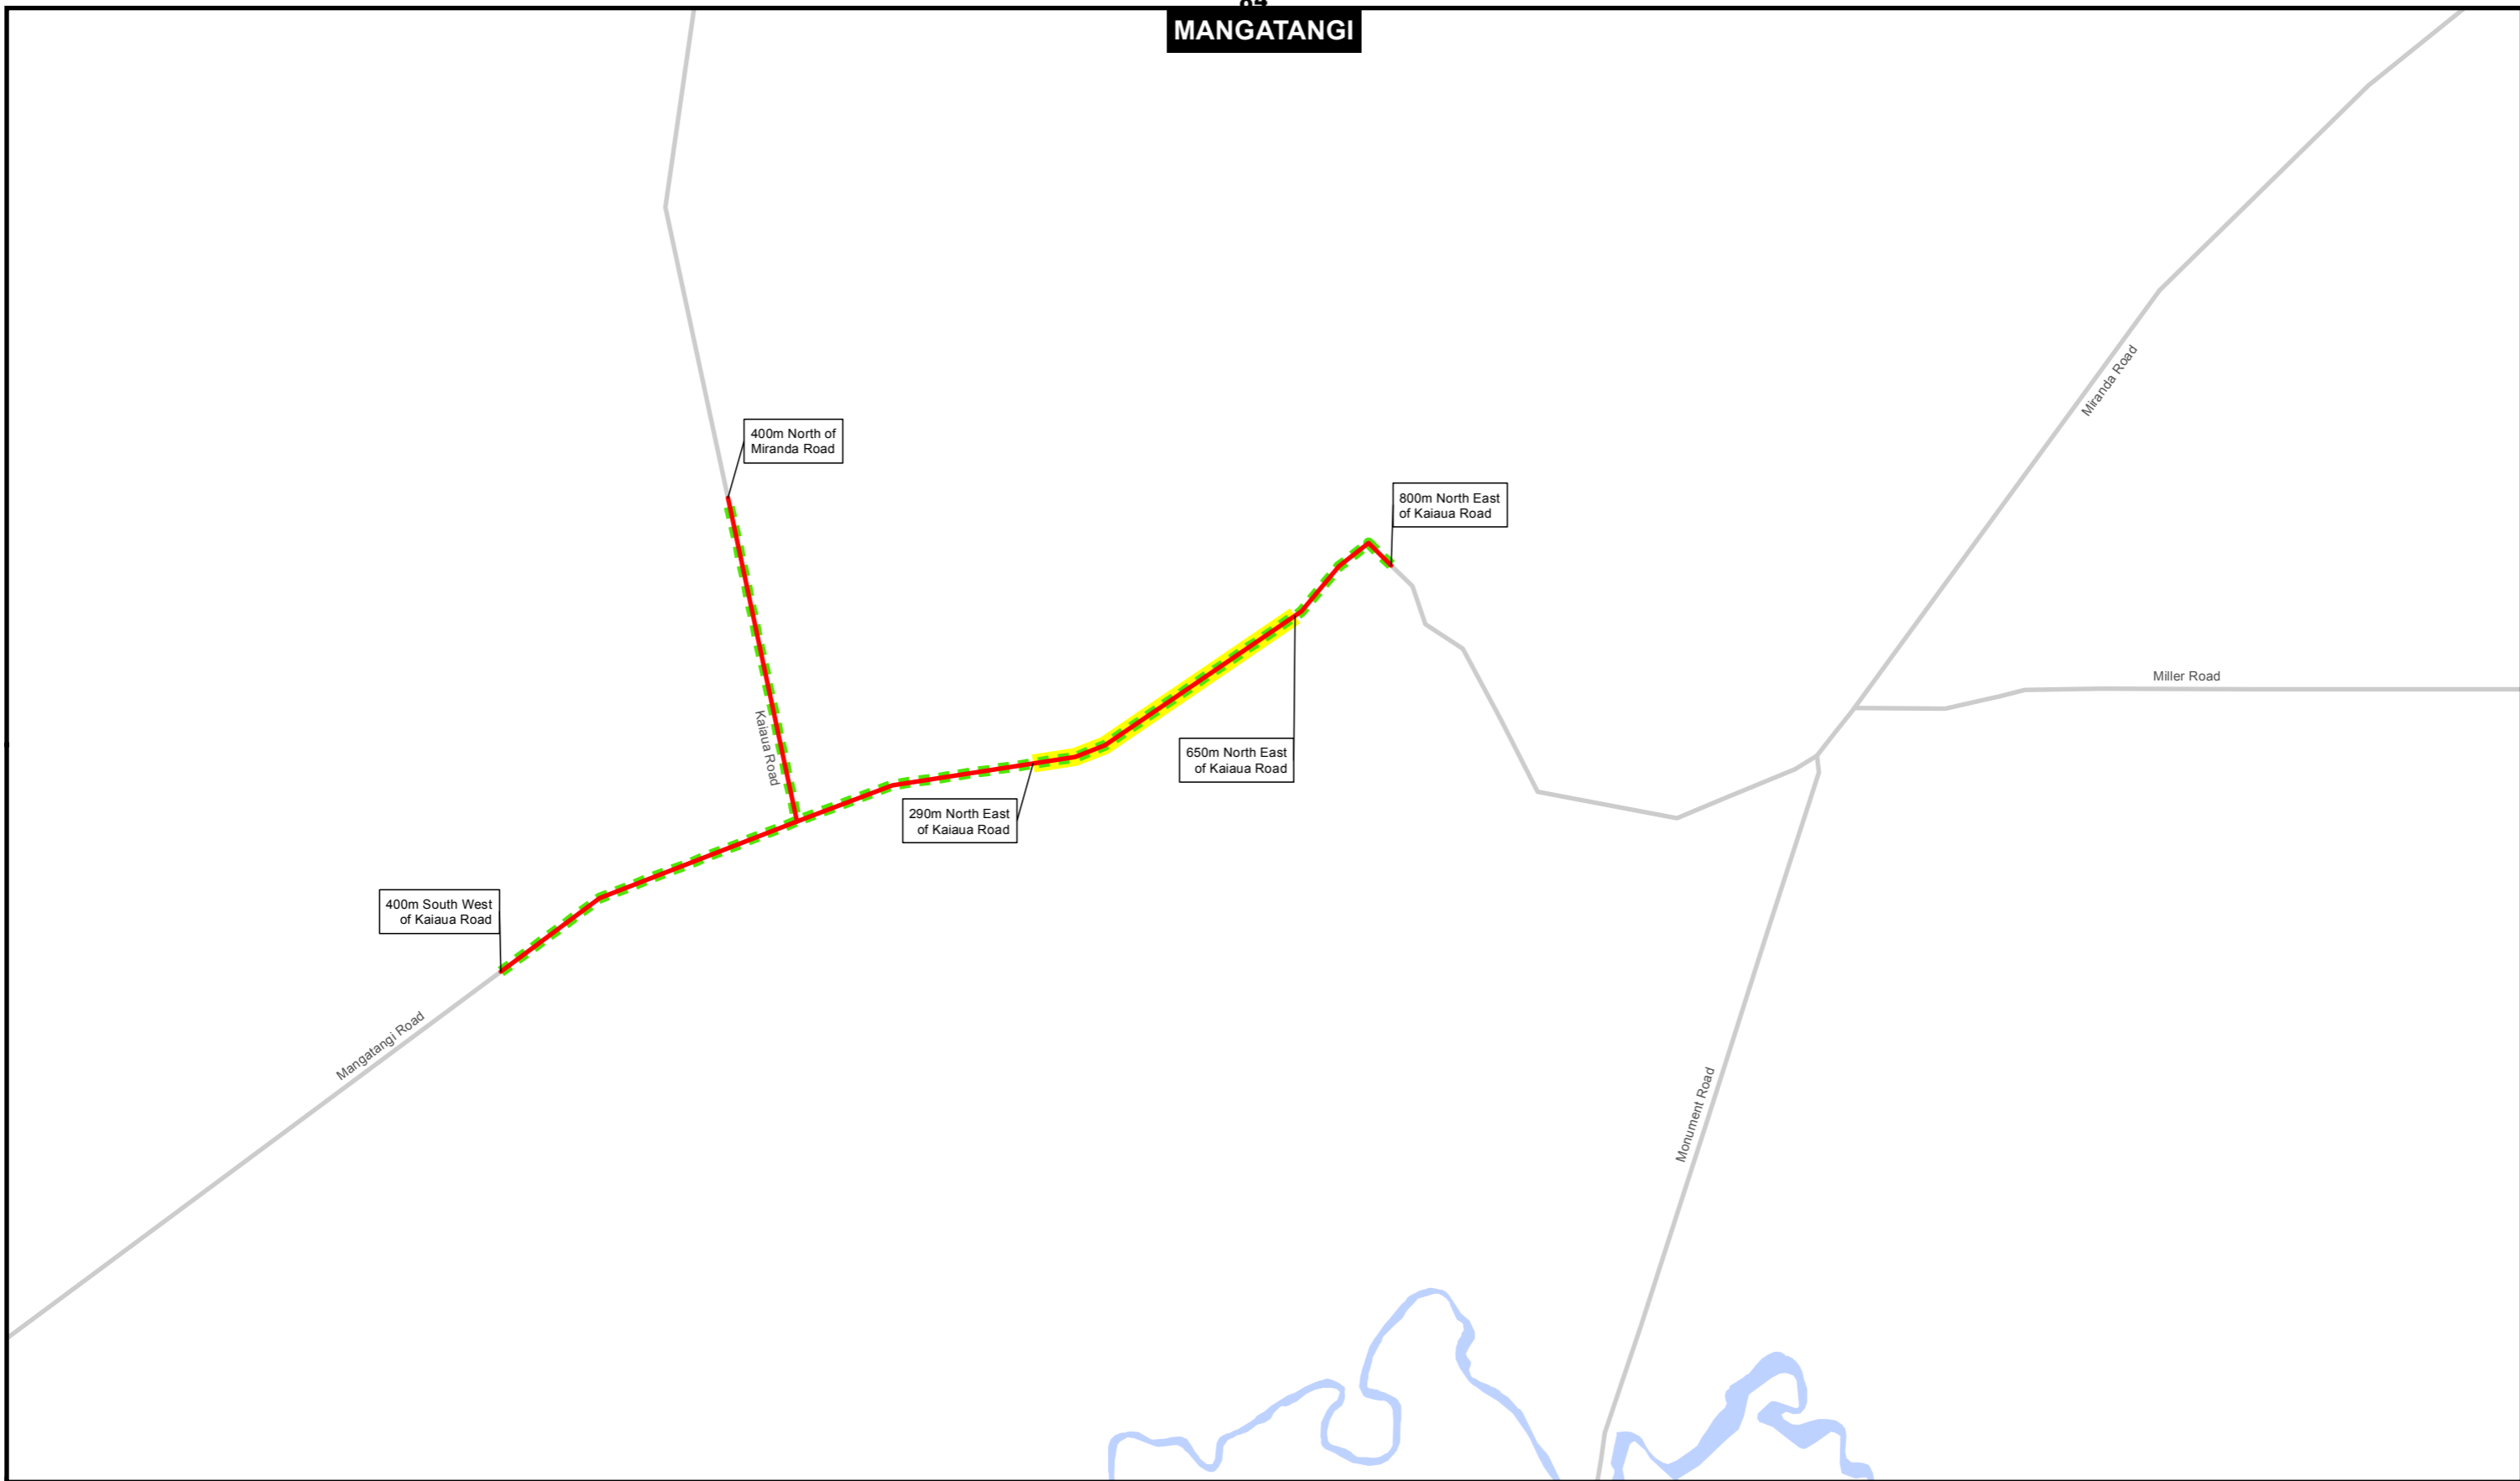 MANGATANGI
Miranda Road
400m North of
Miranda Road
800m North East
of Kaiaua Road
Miller Road
Kaiaua Road
650m North East
of Kaiaua Road
290m North East
of Kaiaua Road
400m South West
of Kaiaua Road
Mangatangi Road
Monument Road